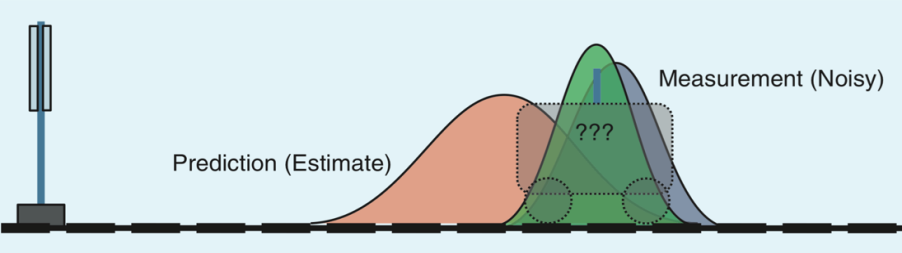 Measurement (Noisy)
???
Prediction (Estimate)